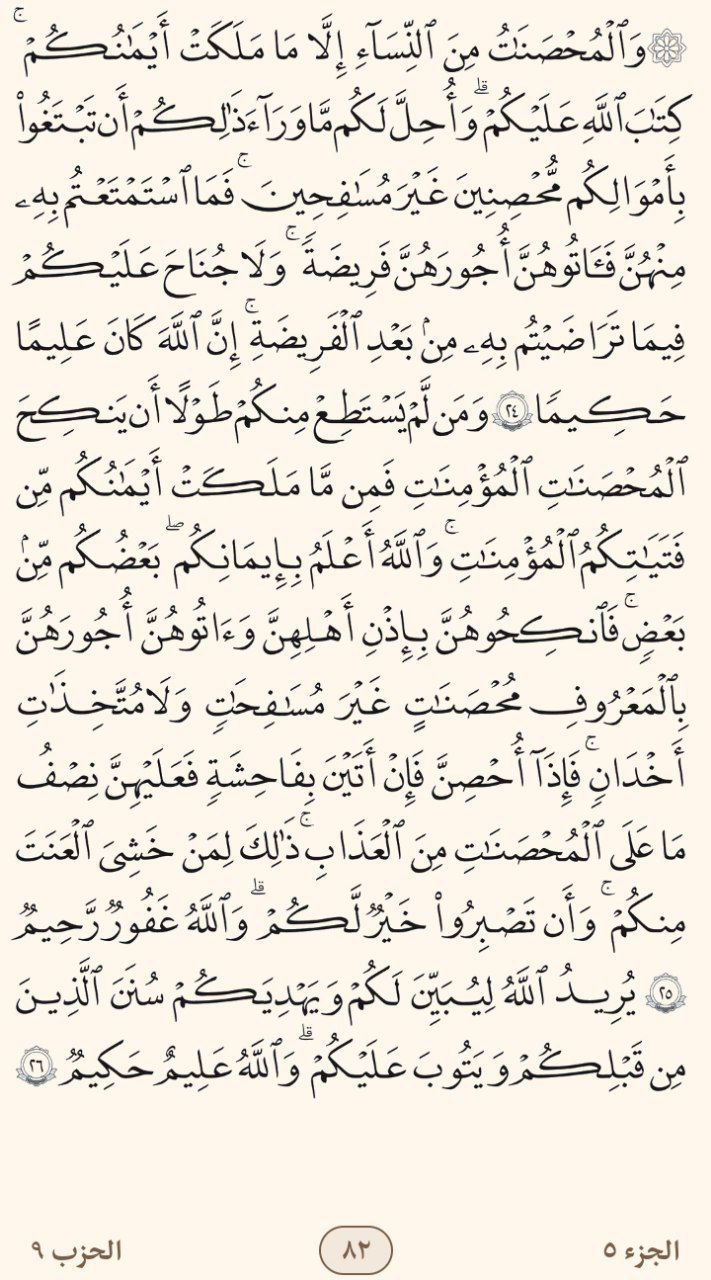 ۞ وَٱلۡمُحۡصَنَٰتُ مِنَ ٱلنِّسَآءِ إِلَّا مَا مَلَكَتۡ أَيۡمَٰنُكُمۡۖ
كِتَٰبَ ٱللَّهِ عَلَيۡكُمۡۚ وَأُحِلَّ لَكُم مَّا وَرَآءَ ذَٰلِكُمۡ أَن تَبۡتَغُواْ
بِأَمۡوَٰلِكُم مُّحۡصِنِينَ غَيۡرَ مُسَٰفِحِينَۚ فَمَا ٱسۡتَمۡتَعۡتُم بِهِۦ
مِنۡهُنَّ فَـَٔاتُوهُنَّ أُجُورَهُنَّ فَرِيضَةٗۚ وَلَا جُنَاحَ عَلَيۡكُمۡ
فِيمَا تَرَٰضَيۡتُم بِهِۦ مِنۢ بَعۡدِ ٱلۡفَرِيضَةِۚ إِنَّ ٱللَّهَ كَانَ عَلِيمًا
حَكِيمٗا ٢٤ وَمَن لَّمۡ يَسۡتَطِعۡ مِنكُمۡ طَوۡلًا أَن يَنكِحَ
ٱلۡمُحۡصَنَٰتِ ٱلۡمُؤۡمِنَٰتِ فَمِن مَّا مَلَكَتۡ أَيۡمَٰنُكُم مِّن
فَتَيَٰتِكُمُ ٱلۡمُؤۡمِنَٰتِۚ وَٱللَّهُ أَعۡلَمُ بِإِيمَٰنِكُمۖ بَعۡضُكُم مِّنۢ
بَعۡضٖۚ فَٱنكِحُوهُنَّ بِإِذۡنِ أَهۡلِهِنَّ وَءَاتُوهُنَّ أُجُورَهُنَّ
بِٱلۡمَعۡرُوفِ مُحۡصَنَٰتٍ غَيۡرَ مُسَٰفِحَٰتٖ وَلَا مُتَّخِذَٰتِ
أَخۡدَانٖۚ فَإِذَآ أُحۡصِنَّ فَإِنۡ أَتَيۡنَ بِفَٰحِشَةٖ فَعَلَيۡهِنَّ نِصۡفُ
مَا عَلَى ٱلۡمُحۡصَنَٰتِ مِنَ ٱلۡعَذَابِۚ ذَٰلِكَ لِمَنۡ خَشِيَ ٱلۡعَنَتَ
مِنكُمۡۚ وَأَن تَصۡبِرُواْ خَيۡرٞ لَّكُمۡۗ وَٱللَّهُ غَفُورٞ رَّحِيمٞ
٢٥ يُرِيدُ ٱللَّهُ لِيُبَيِّنَ لَكُمۡ وَيَهۡدِيَكُمۡ سُنَنَ ٱلَّذِينَ
مِن قَبۡلِكُمۡ وَيَتُوبَ عَلَيۡكُمۡۗ وَٱللَّهُ عَلِيمٌ حَكِيمٞ ٢٦
الجزء ٥ ٨٢ الحزب ٩